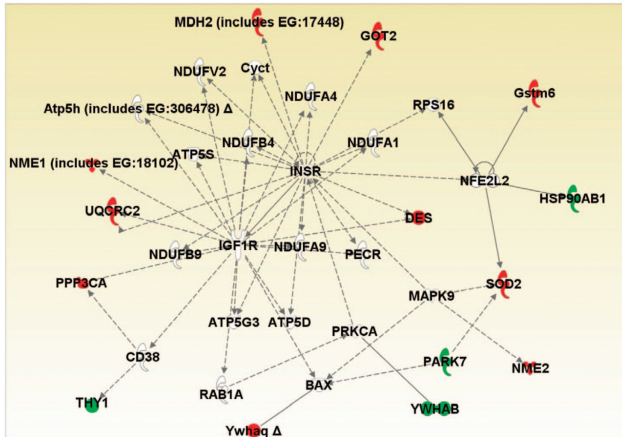 MDH2 (includes EG:17448)
GOT2
NDUFV2
Cyct
NDUFA4
Gstm6
Atp5h (includes EG:306478) Δ
RPS16
NDUFB4
NDUFA1
ATP5S
NME1 (includes EG:18102)
INSR
NFE2L2
HSP90AB1
UQCRC2
DES
IGF1R
NDUFA9
NDUFB9
PECR
PPP3CA
SOD2
MAPK9
ATP5G3
ATP5D
PRKCA
CD38
PARK7
NME2
RAB1A
BAX
THY1
YWHAB
Ywhaq Δ